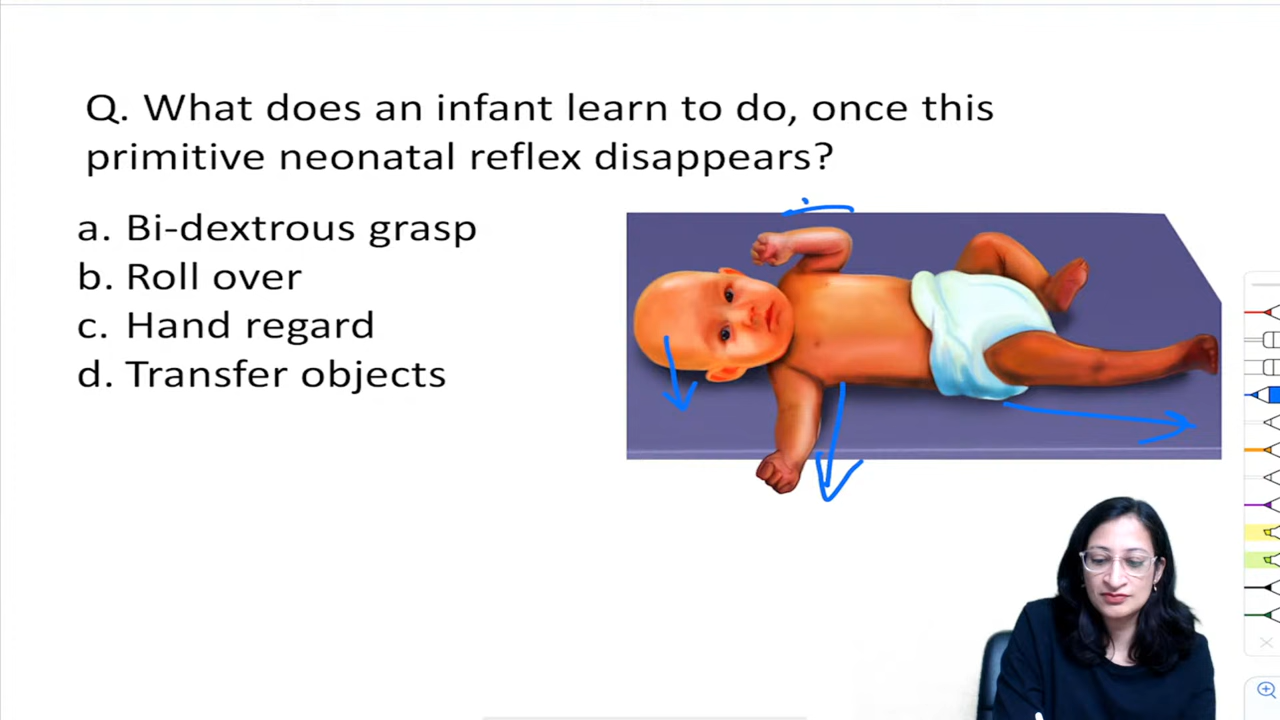 Q. What does an infant learn to do, once this
primitive neonatal reflex disappears?
a. Bi-dextrous grasp
b. Roll over
c. Hand regard
d. Transfer objects